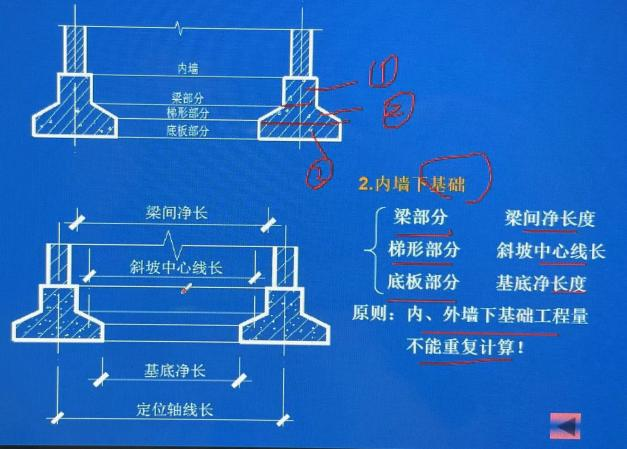 内墙
梁部分
梯形部分
底板部分
①
②
2.内墙下基础
梁部分 梁间净长度
梯形部分 斜坡中心线长
底板部分 基底净长度
原则：内、外墙下基础工程量
不能重复计算！
梁间净长
斜坡中心线长
基底净长
定位轴线长